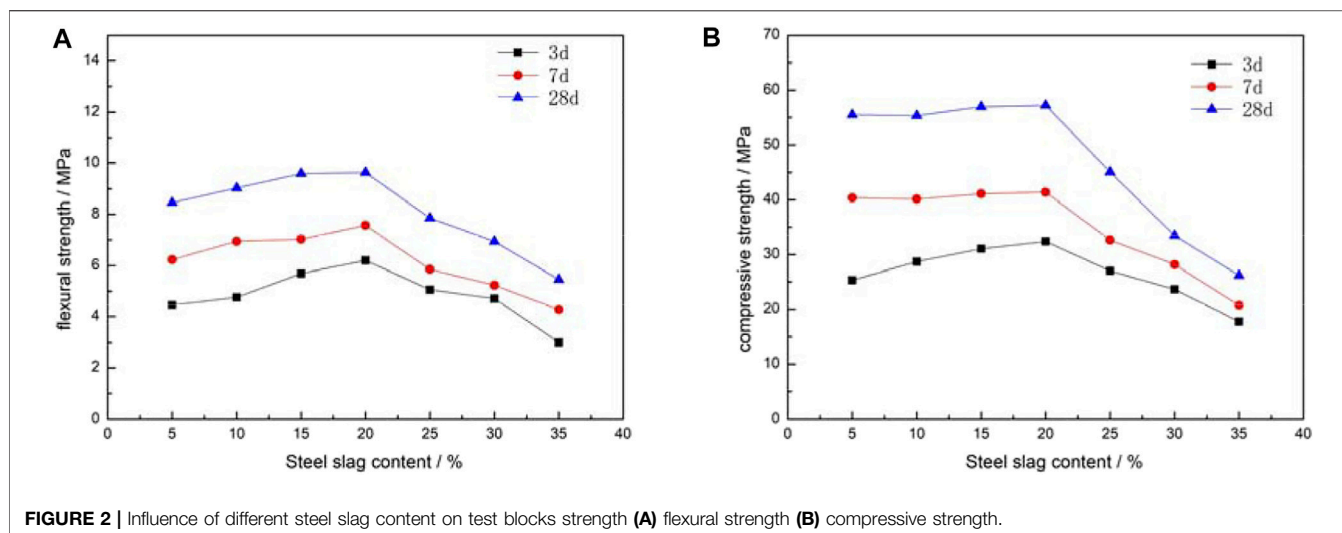 A
14
12
10
8
6
4
2
0
flexural strength / MPa
3d
7d
28d
0 5 10 15 20 25 30 35 40
Steel slag content / %
B
70
60
50
40
30
20
10
0
compressive strength / MPa
3d
7d
28d
0 5 10 15 20 25 30 35 40
Steel slag content / %
FIGURE 2 | Influence of different steel slag content on test blocks strength (A) flexural strength (B) compressive strength.